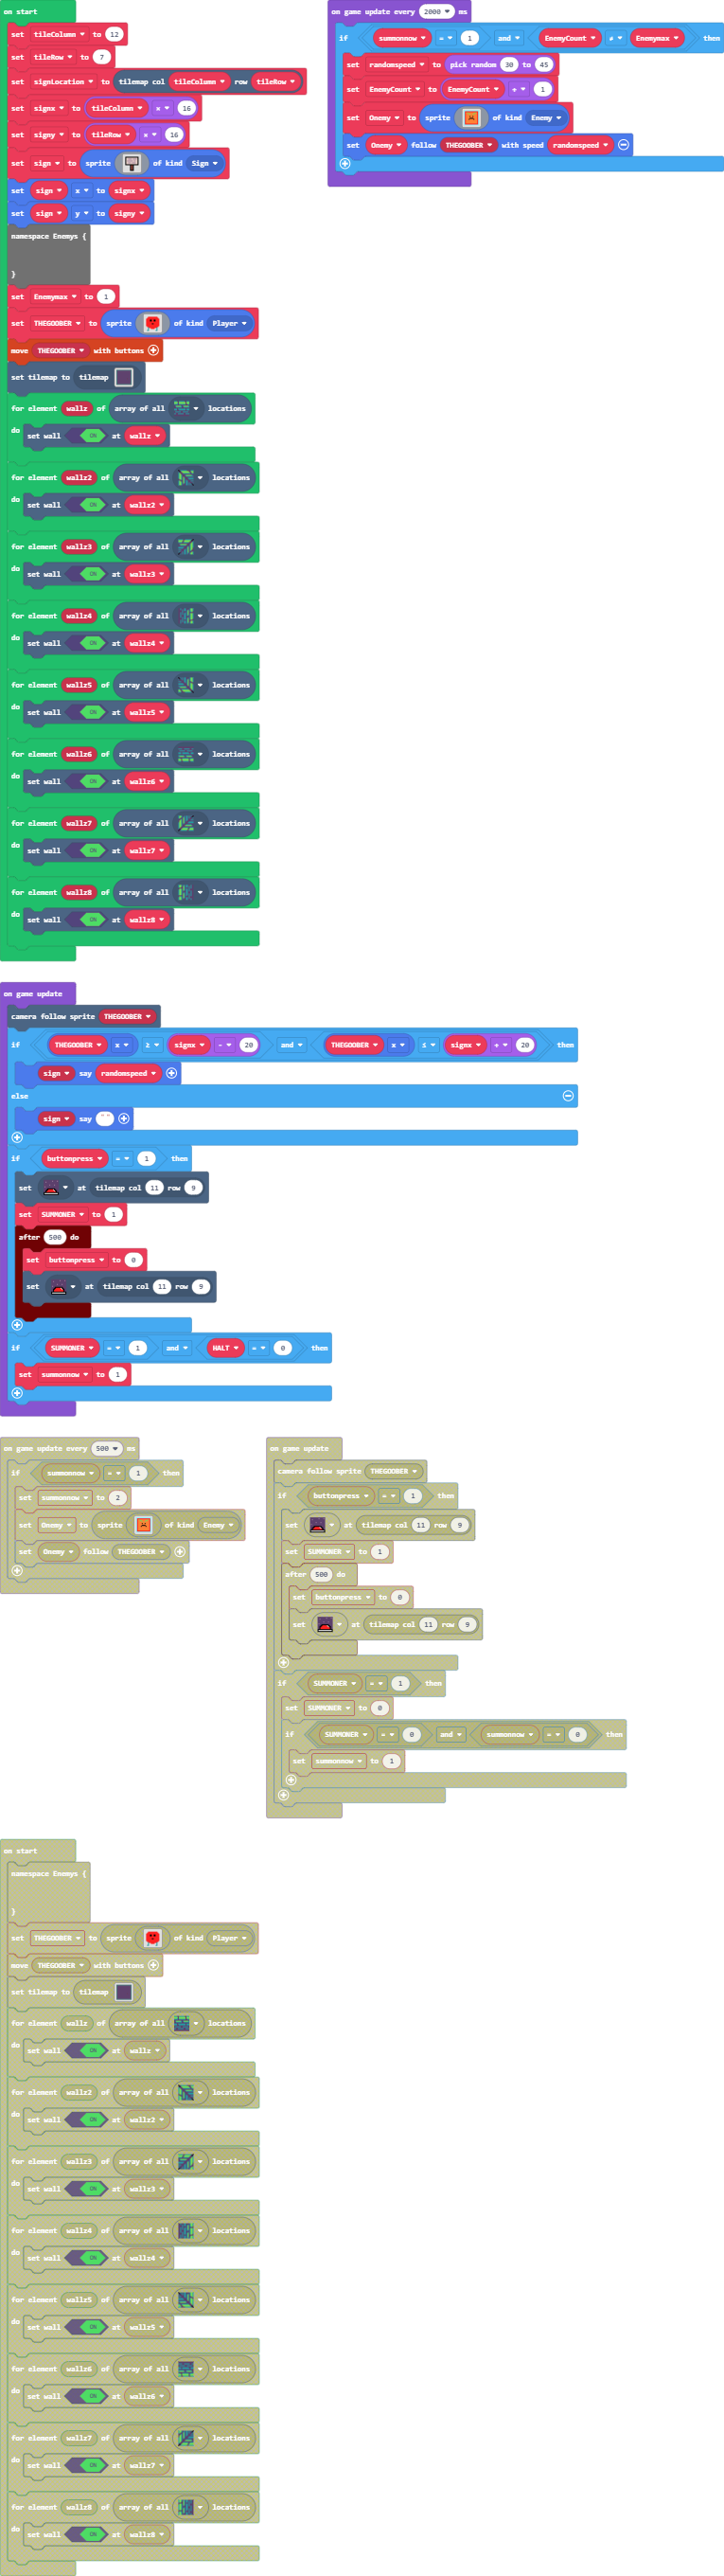 on start
set tileColumn to 12
set tileRow to 7
set signLocation to tilemap col tileColumn row tileRow
set signx to tileColumn × 16
set signy to tileRow × 16
set sign to sprite of kind Sign
set sign x to signx
set sign y to signy
namespace Enemys {
}
set Enemymax to 1
set THEGOOBER to sprite of kind Player
move THEGOOBER with buttons
set tilemap to tilemap
for element wallz of array of all locations
do set wall ON at wallz
for element wallz2 of array of all locations
do set wall ON at wallz2
for element wallz3 of array of all locations
do set wall ON at wallz3
for element wallz4 of array of all locations
do set wall ON at wallz4
for element wallz5 of array of all locations
do set wall ON at wallz5
for element wallz6 of array of all locations
do set wall ON at wallz6
for element wallz7 of array of all locations
do set wall ON at wallz7
for element wallz8 of array of all locations
do set wall ON at wallz8
on game update every 2000 ms
if summonnow = 1 and EnemyCount ≠ Enemymax then
set randomspeed to pick random 30 to 45
set EnemyCount to EnemyCount + 1
set Onemy to sprite of kind Enemy
set Onemy follow THEGOOBER with speed randomspeed
on game update
camera follow sprite THEGOOBER
if THEGOOBER x ≥ signx - 20 and THEGOOBER x ≤ signx + 20 then
sign say randomspeed
else
sign say " "
if buttonpress = 1 then
set at tilemap col 11 row 9
set SUMMONER to 1
after 500 do
set buttonpress to 0
set at tilemap col 11 row 9
if SUMMONER = 1 and HALT = 0 then
set summonnow to 1
on game update every 500 ms
if summonnow = 1 then
set summonnow to 2
set Onemy to sprite of kind Enemy
set Onemy follow THEGOOBER
on game update
camera follow sprite THEGOOBER
if buttonpress = 1 then
set at tilemap col 11 row 9
set SUMMONER to 1
after 500 do
set buttonpress to 0
set at tilemap col 11 row 9
if SUMMONER = 1 then
set SUMMONER to 0
if SUMMONER = 0 and summonnow = 0 then
set summonnow to 1
on start
namespace Enemys {
}
set THEGOOBER to sprite of kind Player
move THEGOOBER with buttons
set tilemap to tilemap
for element wallz of array of all locations
do set wall ON at wallz
for element wallz2 of array of all locations
do set wall ON at wallz2
for element wallz3 of array of all locations
do set wall ON at wallz3
for element wallz4 of array of all locations
do set wall ON at wallz4
for element wallz5 of array of all locations
do set wall ON at wallz5
for element wallz6 of array of all locations
do set wall ON at wallz6
for element wallz7 of array of all locations
do set wall ON at wallz7
for element wallz8 of array of all locations
do set wall ON at wallz8